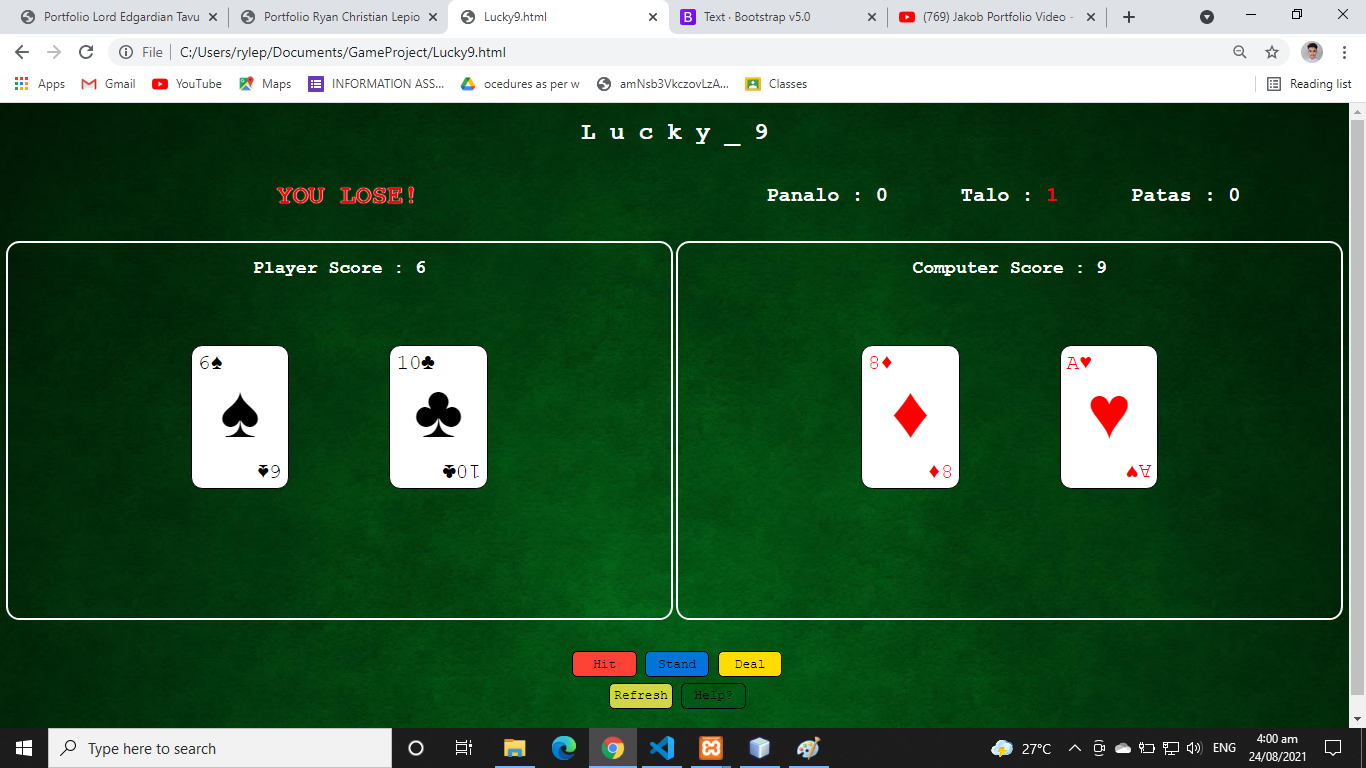 Portfolio Lord Edgardian Tavu
Portfolio Ryan Christian Lepio
Lucky9.html
Text · Bootstrap v5.0
(769) Jakob Portfolio Video -
File | C:/Users/rylep/Documents/GameProject/Lucky9.html
Apps Gmail YouTube Maps INFORMATION ASS... ocedures as per w amNsb3VkczovLzA... Classes Reading list
L u c k y _ 9
YOU LOSE!
Panalo : 0 Talo : 1 Patas : 0
Player Score : 6
6♠
♠
6♠
10♣
♣
10♣
Computer Score : 9
8♦
♦
8♦
A♥
♥
A♥
Hit Stand Deal
Refresh Help?
Type here to search
27°C
ENG
4:00 am
24/08/2021